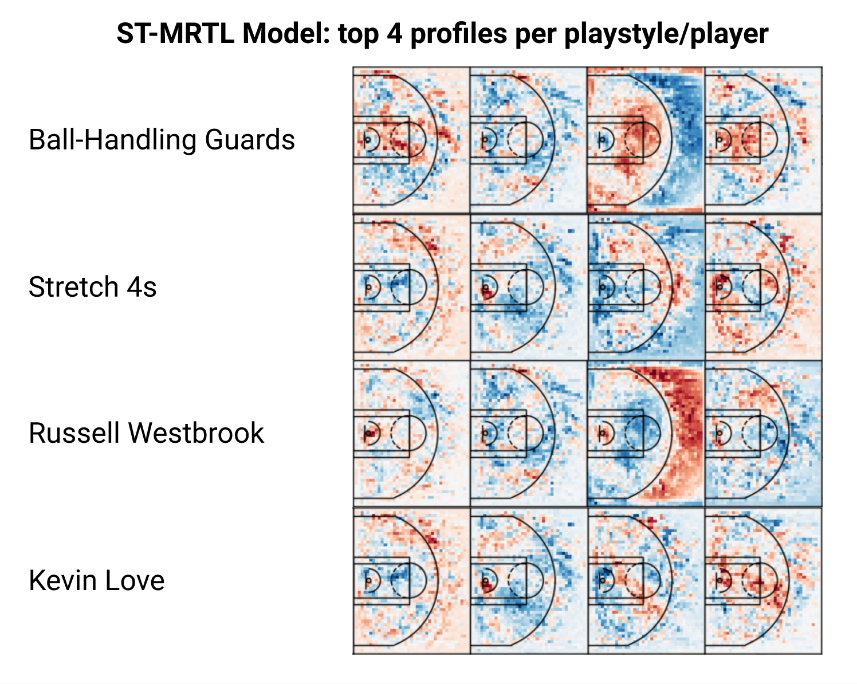 ST-MRTL Model: top 4 profiles per playstyle/player
Ball-Handling Guards
Stretch 4s
Russell Westbrook
Kevin Love